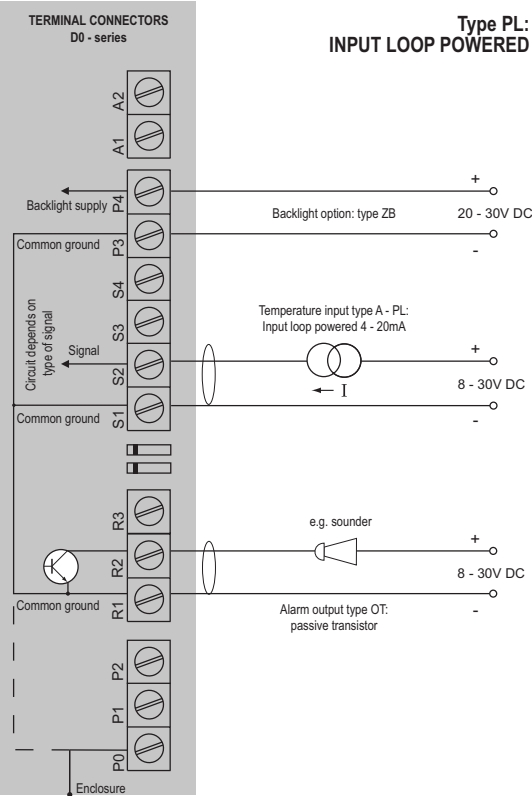 TERMINAL CONNECTORS
D0 - series
Type PL:
INPUT LOOP POWERED
A2
A1
P4
Backlight supply
Backlight option: type ZB
+
20 - 30V DC
-
P3
Common ground
S4
S3
Circuit depends on
type of signal
Temperature input type A - PL:
Input loop powered 4 - 20mA
Signal
S2
I
+
8 - 30V DC
-
Common ground
S1
R3
e.g. sounder
R2
+
8 - 30V DC
-
Common ground
R1
Alarm output type OT:
passive transistor
P2
P1
P0
Enclosure